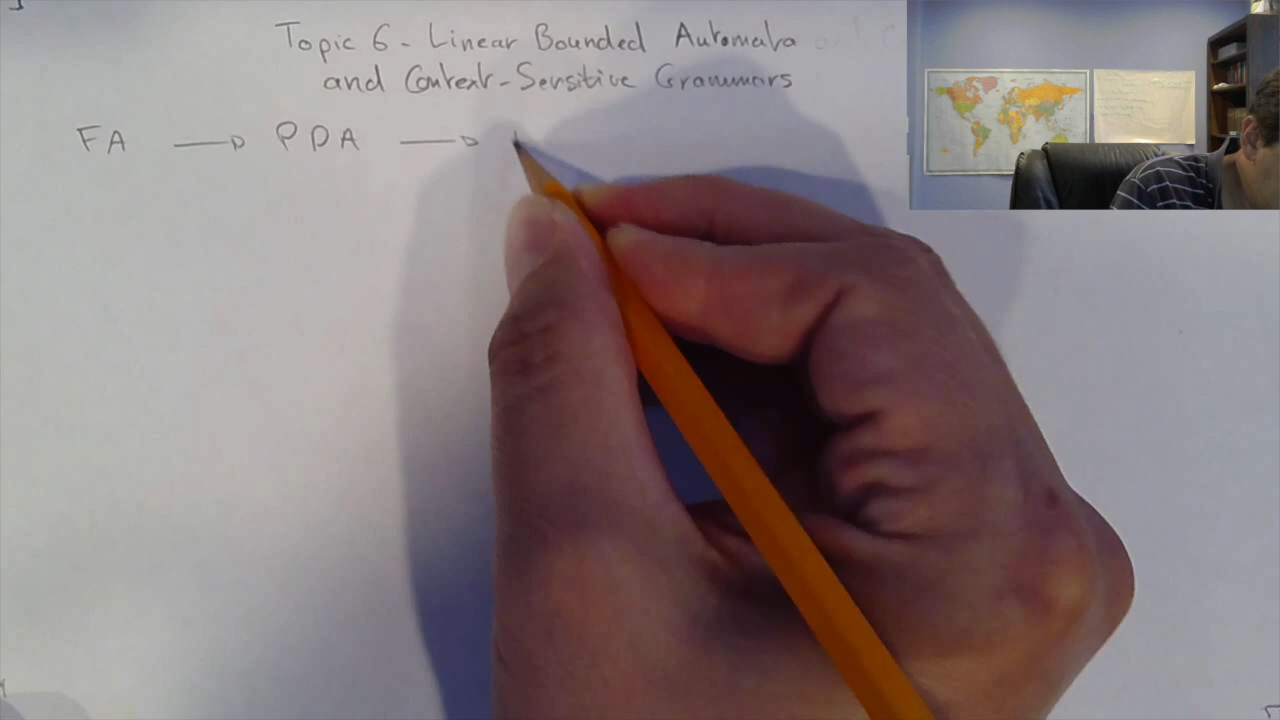 Topic 6 - Linear Bounded Automata
and Context-Sensitive Grammars
FA → PDA →